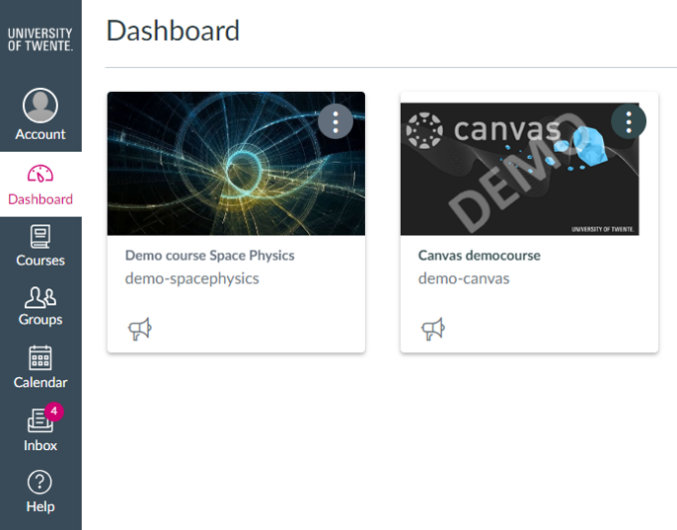 UNIVERSITY
OF TWENTE.
Account
Dashboard
Courses
Groups
Calendar
4
Inbox
Help
Dashboard
Demo course Space Physics
demo-spacephysics
canvas
DEMO
UNIVERSITY OF TWENTE.
Canvas democourse
demo-canvas